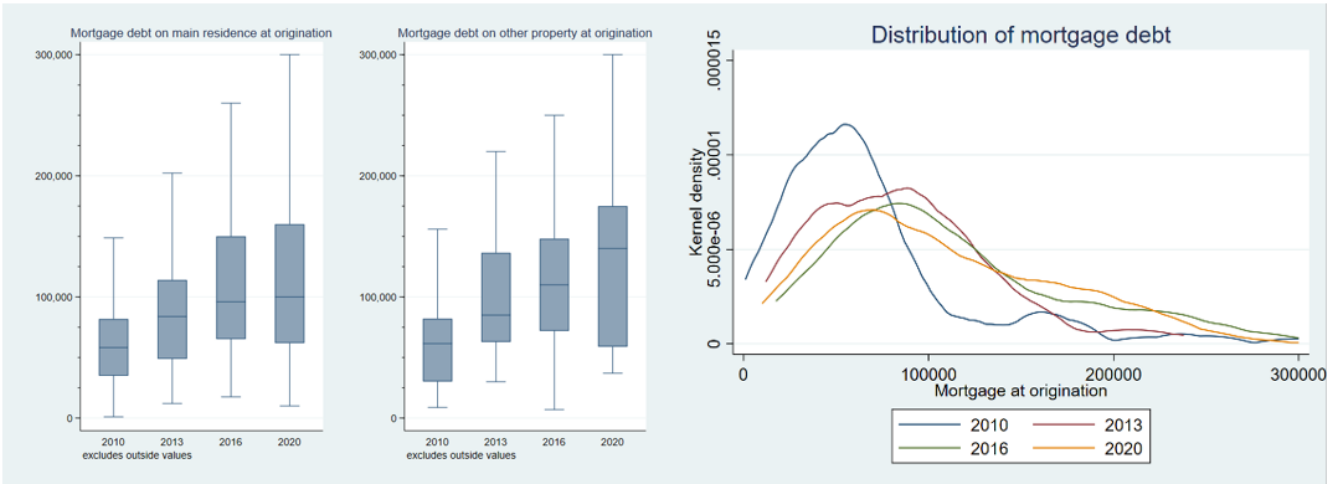 Mortgage debt on main residence at origination
300,000
200,000
100,000
0
2010 2013 2016 2020
excludes outside values
Mortgage debt on other property at origination
300,000
200,000
100,000
0
2010 2013 2016 2020
excludes outside values
Distribution of mortgage debt
Kernel density
.000015
.00001
5.000e-06
0
0 100000 200000 300000
Mortgage at origination
2010 2013
2016 2020